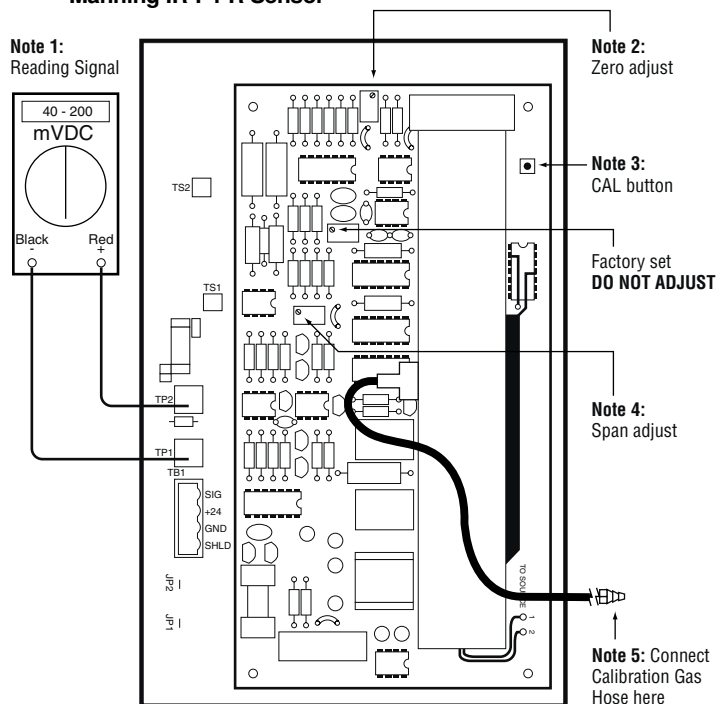 Manning Sensor
Note 1:
Reading Signal
40 - 200
mVDC
Black
-
Red
+
Note 2:
Zero adjust
Note 3:
CAL button
Factory set
DO NOT ADJUST
Note 4:
Span adjust
Note 5: Connect
Calibration Gas
Hose here
TS2
TS1
TP2
TP1
TB1
SIG
+24
GND
SHLD
JP2
JP1
TO SOURCE
1
2